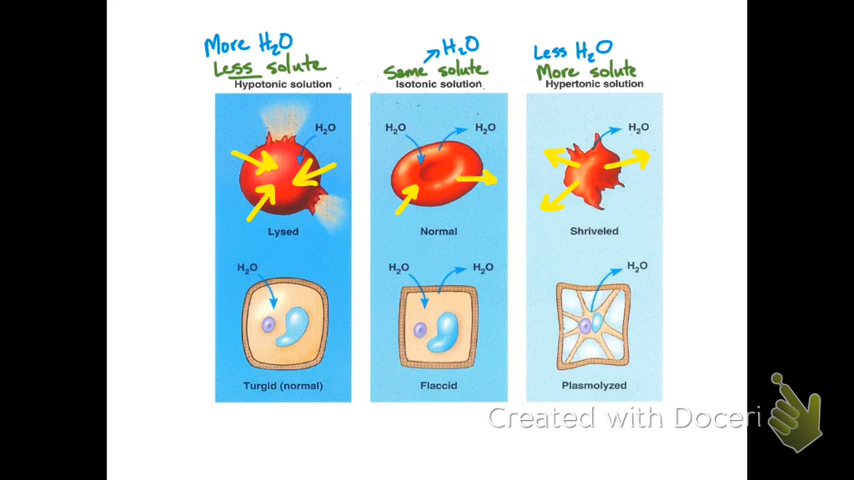 More H₂O
Less solute
Hypotonic solution
H₂O
Lysed
H₂O
Turgid (normal)
H₂O
Same solute
Isotonic solution
H₂O H₂O
Normal
H₂O H₂O
Flaccid
Less H₂O
More solute
Hypertonic solution
H₂O
Shriveled
H₂O
Plasmolyzed
Created with Doceri